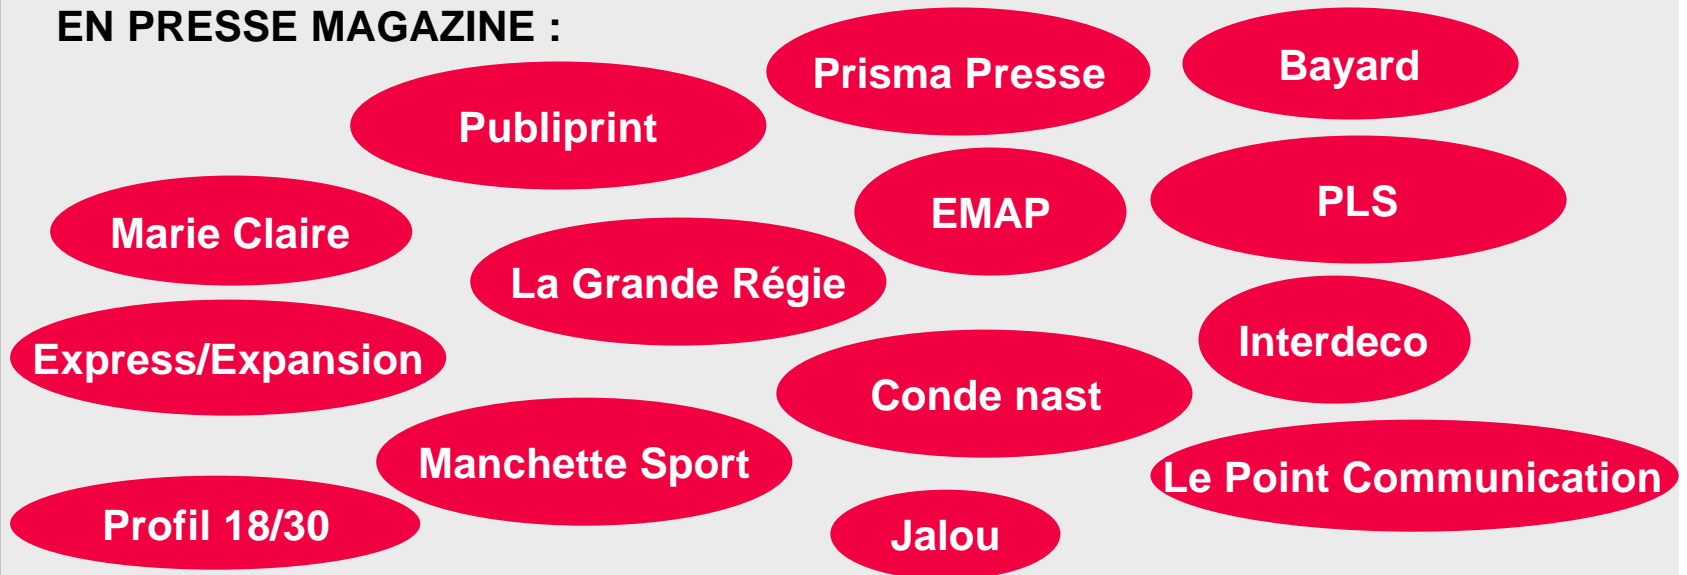 EN PRESSE MAGAZINE :
Prisma Presse
Bayard
Publiprint
EMAP
PLS
Marie Claire
La Grande Régie
Interdeco
Express/Expansion
Conde nast
Manchette Sport
Le Point Communication
Profil 18/30
Jalou